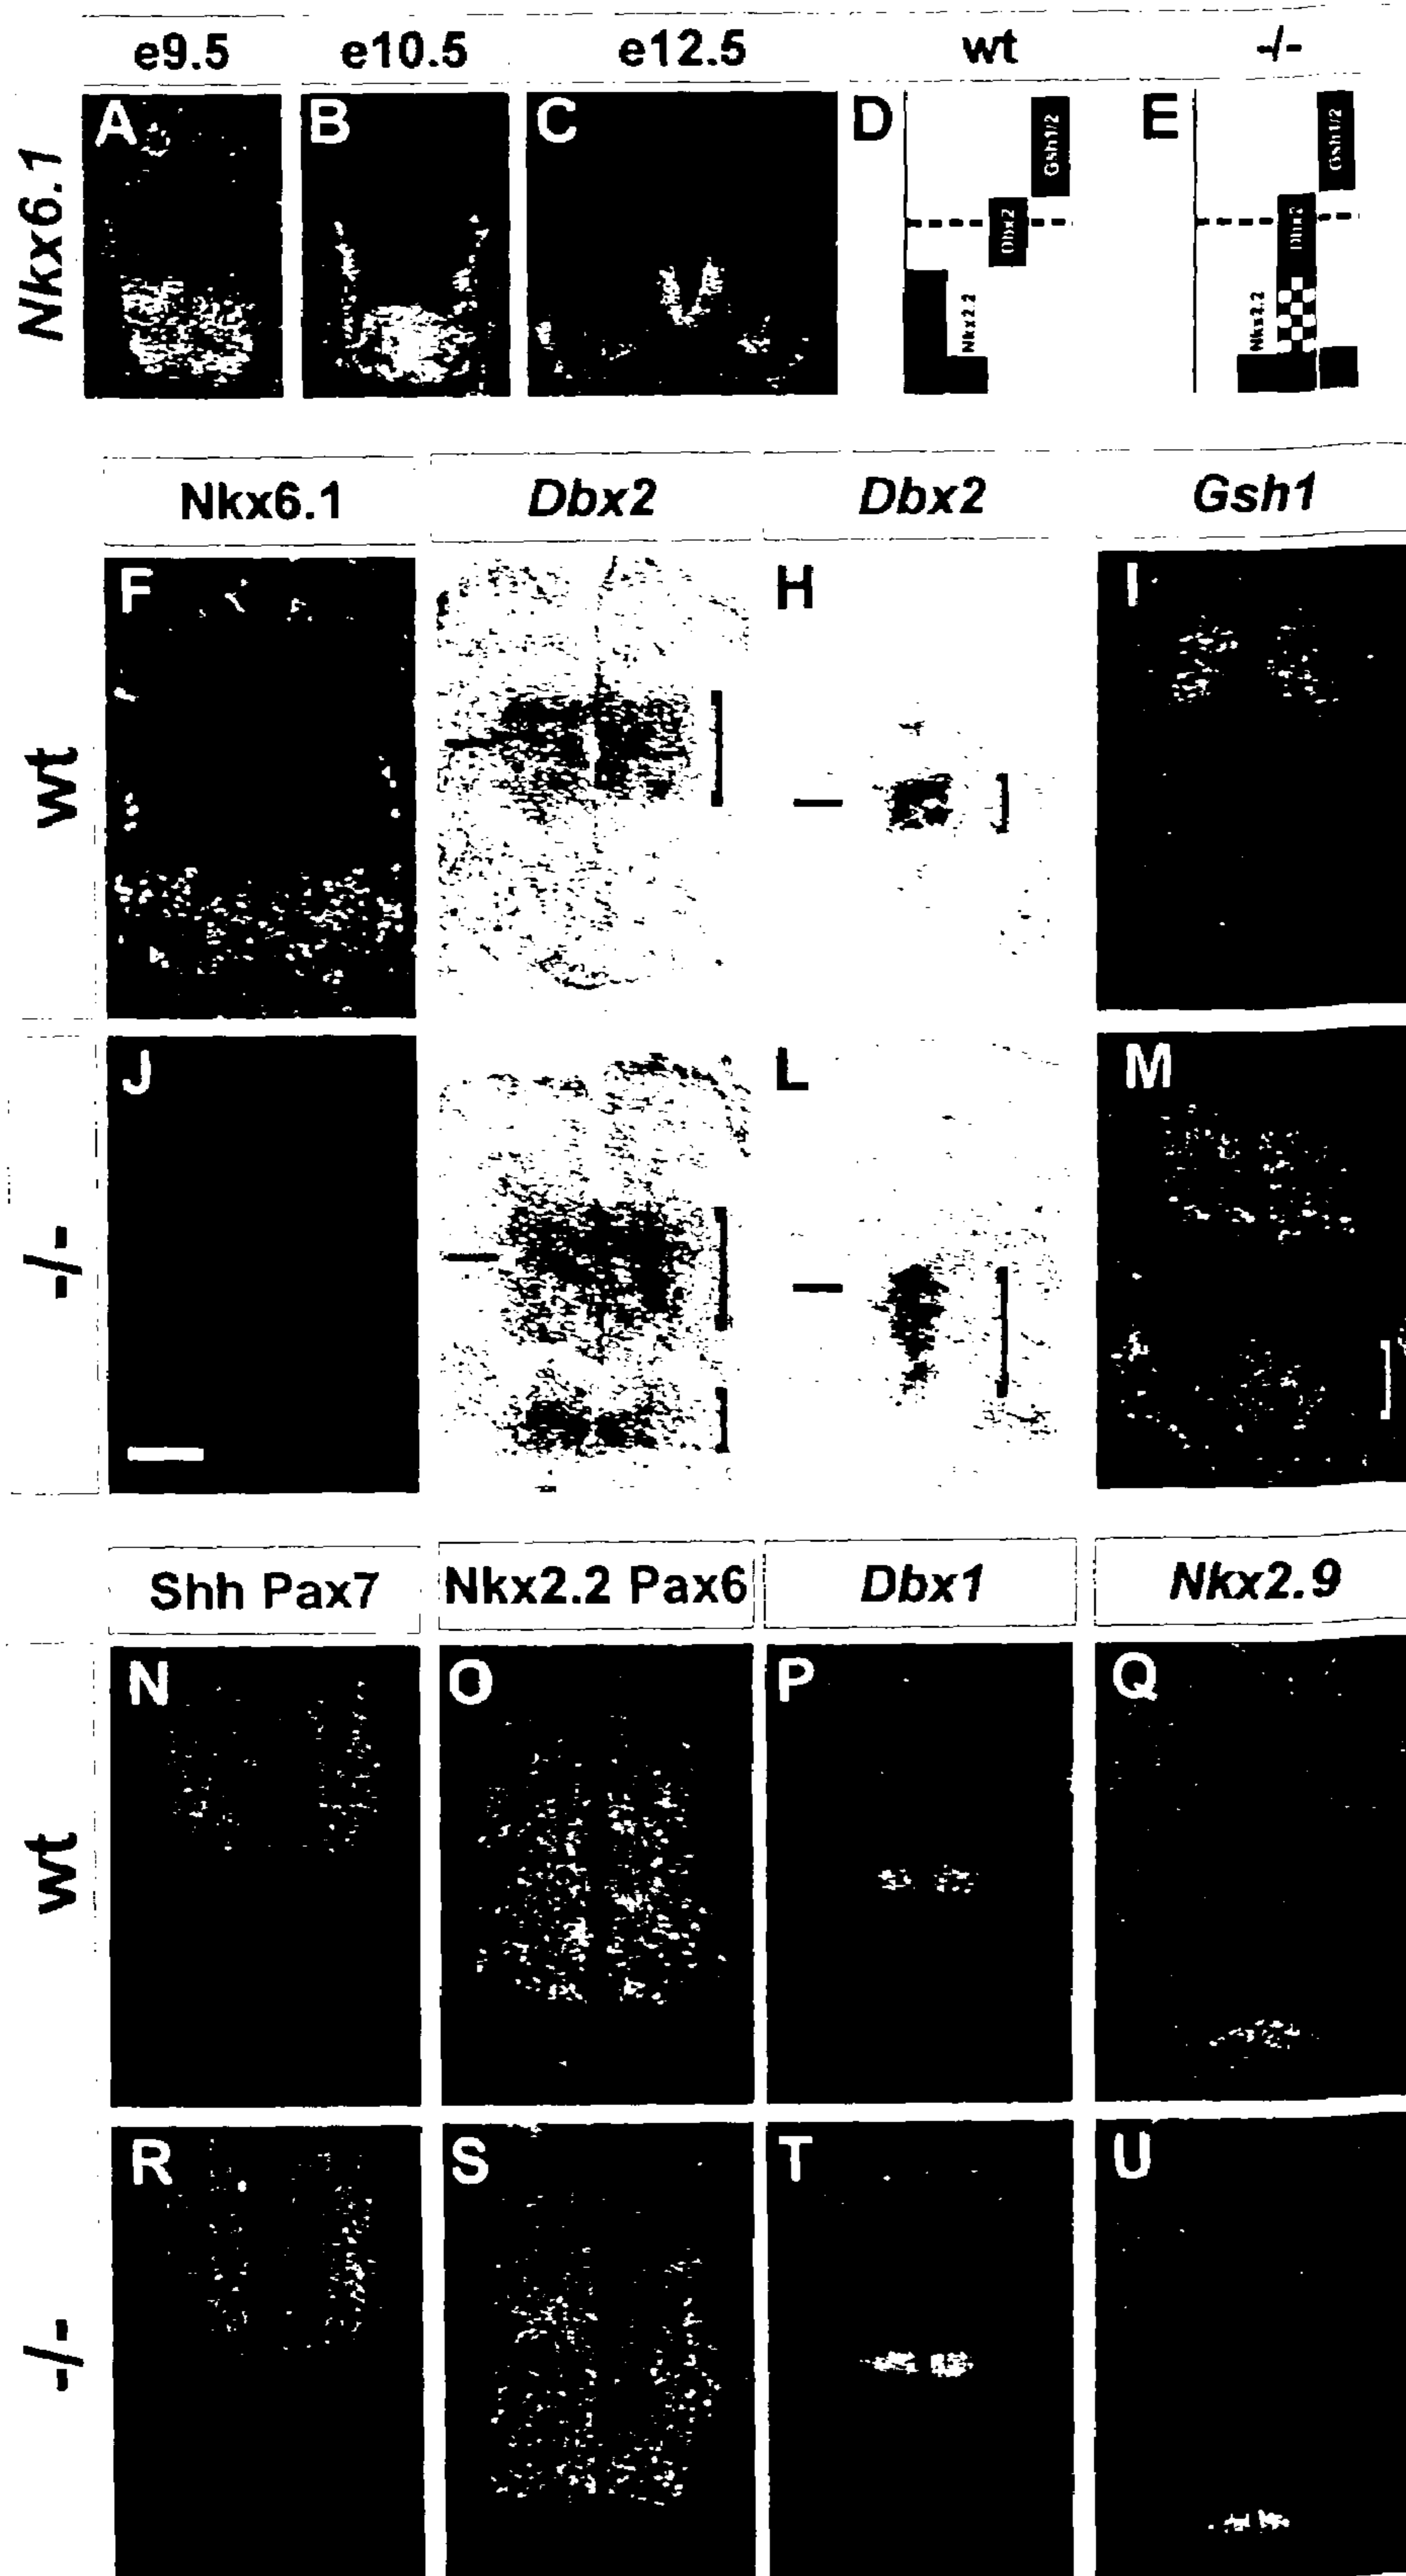 e9.5 e10.5 e12.5 wt -/-
Nkx6.1
A B C D E
Gsh1/2 Gsh1/2
Dbx2 Dbx2
Nkx2.2 Nkx2.2
Nkx6.1 Dbx2 Dbx2 Gsh1
wt
F H I
-/-
J L M
Shh Pax7 Nkx2.2 Pax6 Dbx1 Nkx2.9
wt
N O P Q
-/-
R S T U